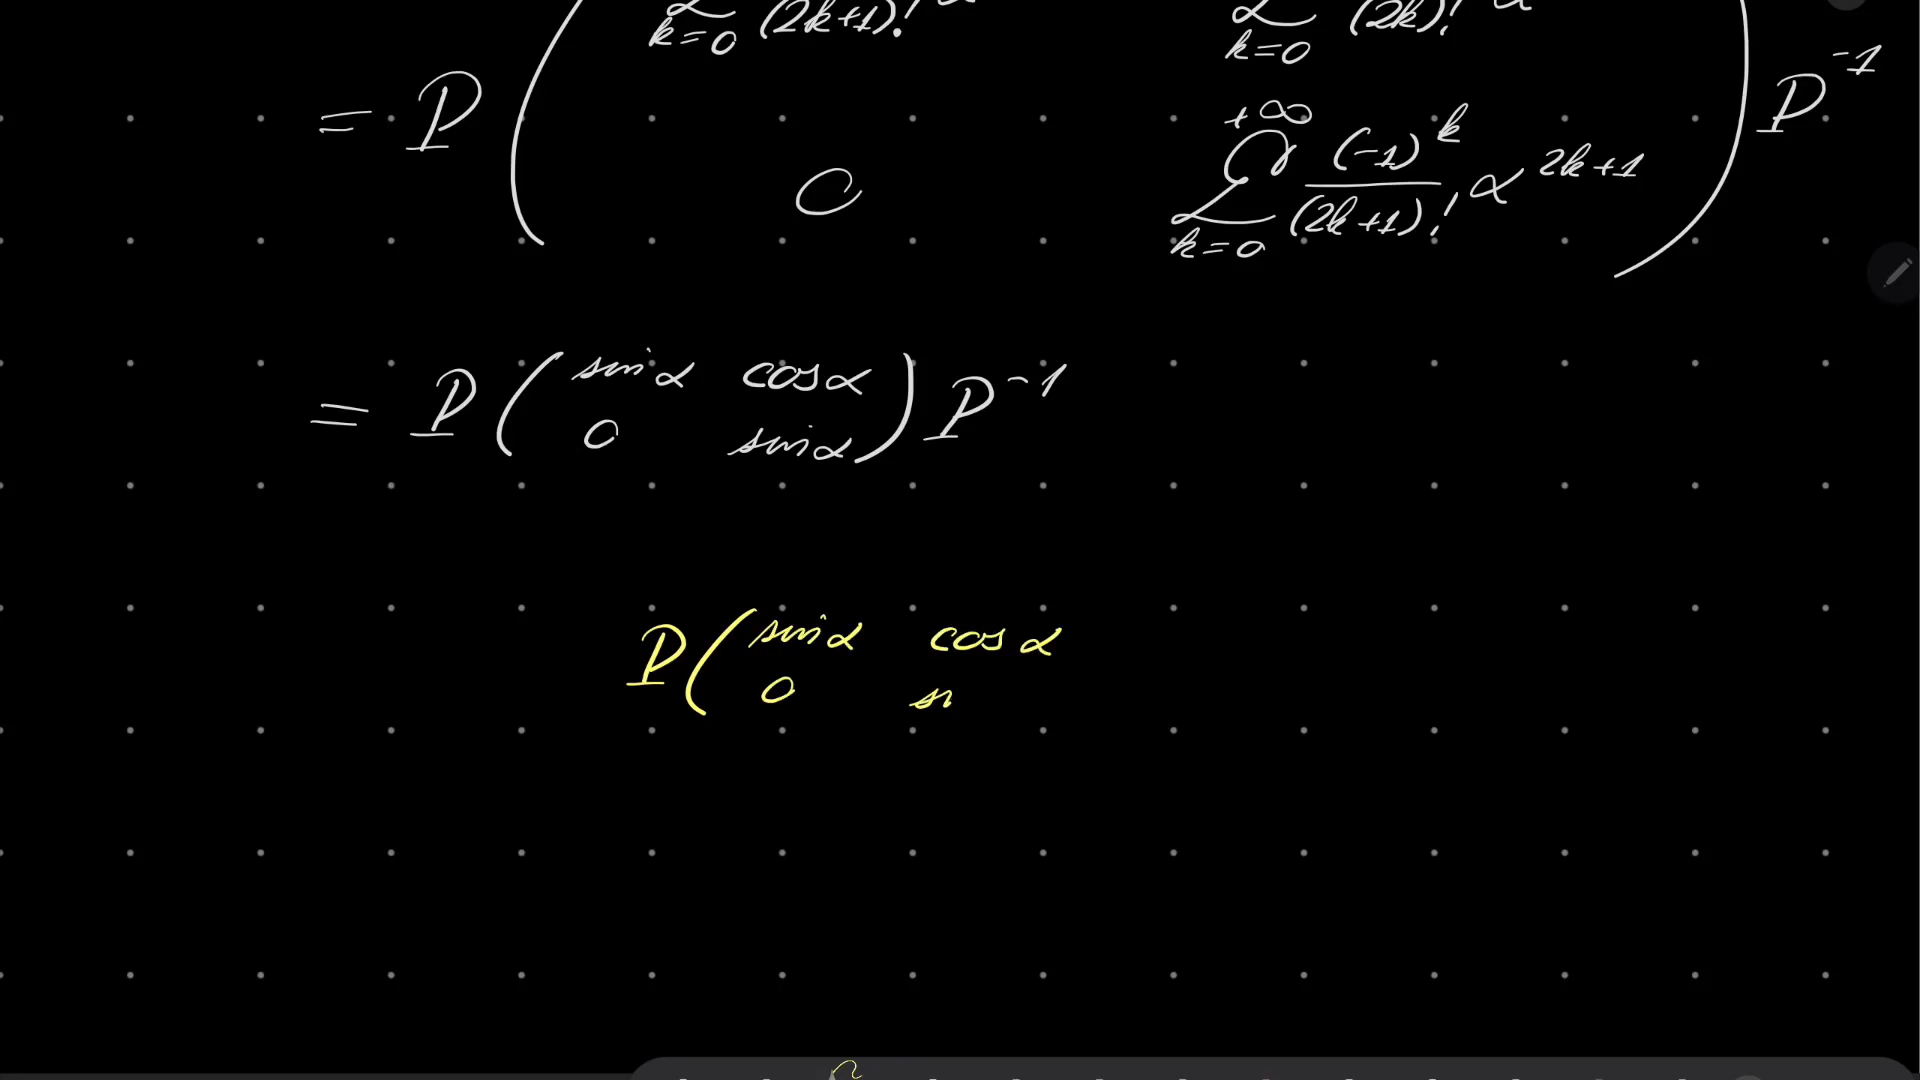 k=0 (2k+1)! k=0 (2k)!
= P ( 0 +∞ ∑ k=0 (-1)^k / (2k+1)! α^{2k+1} ) P^{-1}
= P ( sin α cos α
0 sin α ) P^{-1}
P ( sin α cos α
0 si